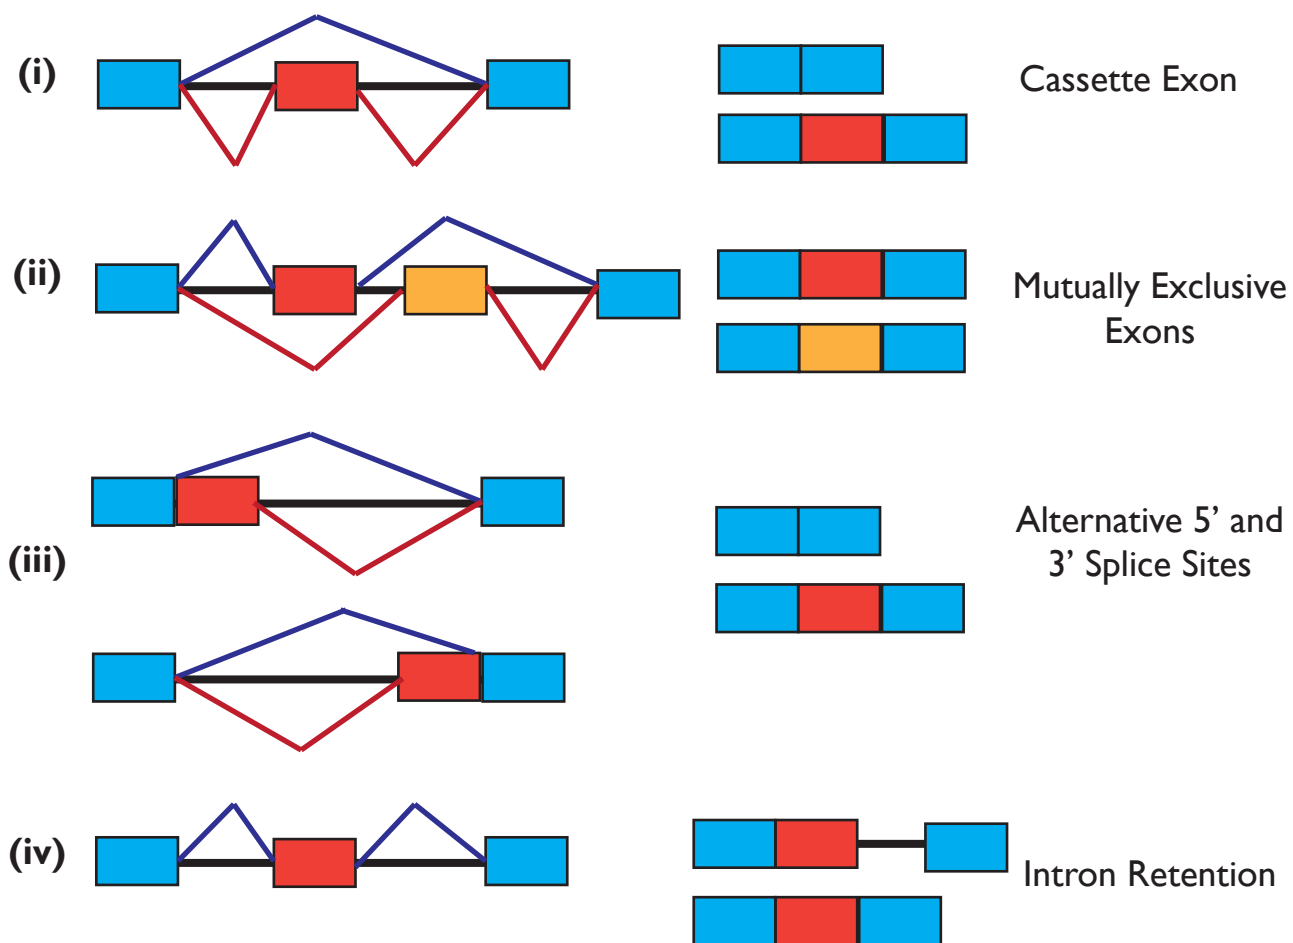 (i)
Cassette Exon
(ii)
Mutually Exclusive
Exons
(iii)
Alternative 5’ and
3’ Splice Sites
(iv)
Intron Retention